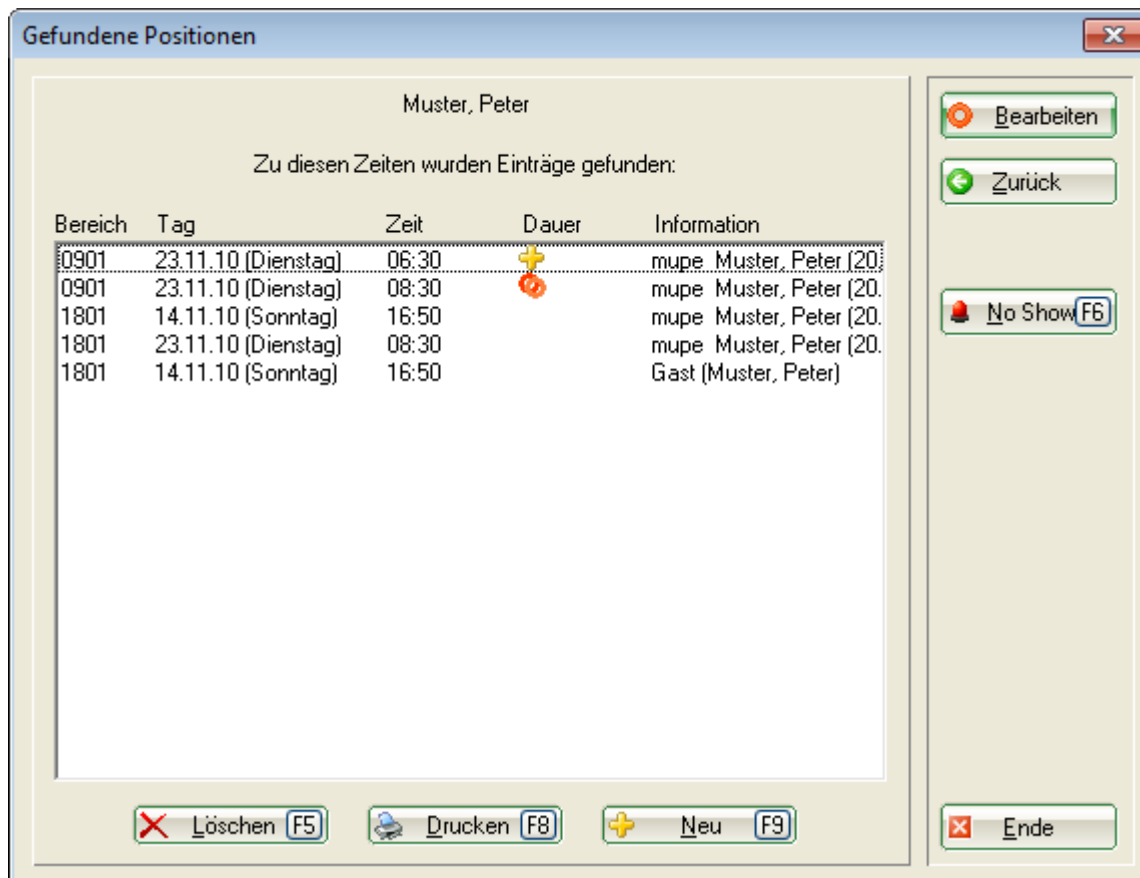 Gefundene Positionen
Muster, Peter
Zu diesen Zeiten wurden Einträge gefunden:
Bereich Tag Zeit Dauer Information
0901 23.11.10 (Dienstag) 06:30 mupe Muster, Peter (20.
0901 23.11.10 (Dienstag) 08:30 mupe Muster, Peter (20.
1801 14.11.10 (Sonntag) 16:50 mupe Muster, Peter (20.
1801 23.11.10 (Dienstag) 08:30 mupe Muster, Peter (20.
1801 14.11.10 (Sonntag) 16:50 Gast (Muster, Peter)
Löschen F5 Drucken F8 Neu F9
Bearbeiten
Zurück
No Show F6
Ende